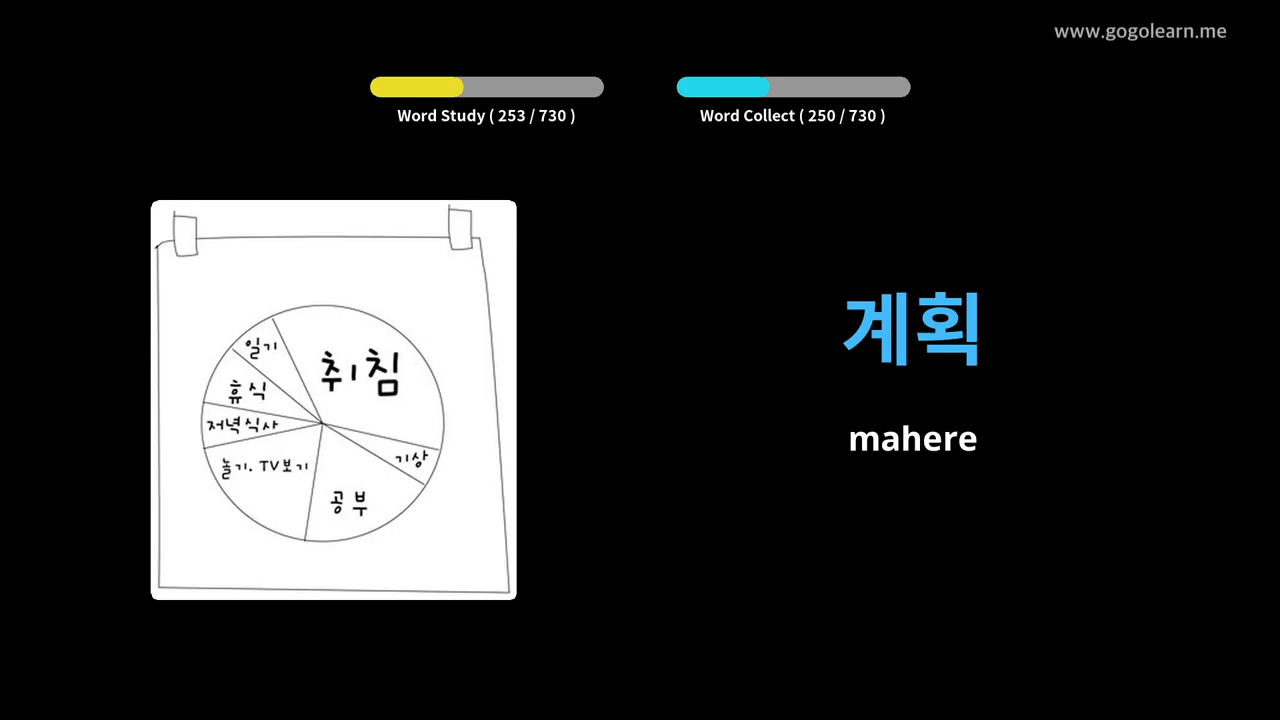 www.gogolearn.me
Word Study ( 253 / 730 )
Word Collect ( 250 / 730 )
일기
취침
휴식
저녁식사
놀기. TV보기
기상
공부
계획
mahere